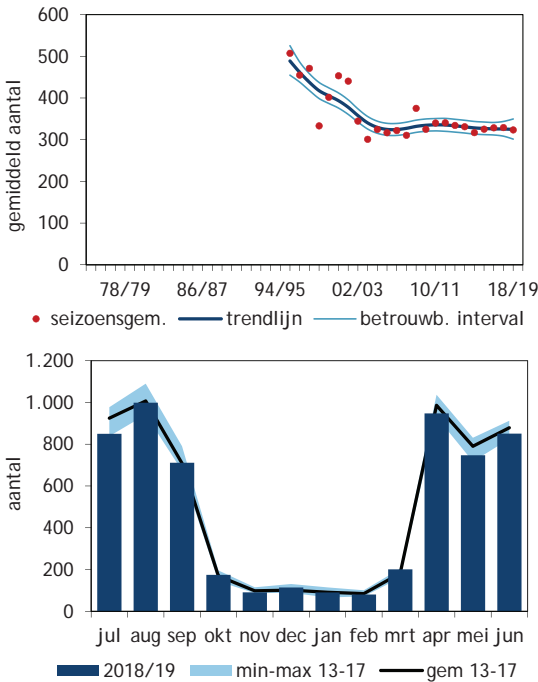 600
500
400
300
200
100
0
gemiddeld aantal
78/79 86/87 94/95 02/03 10/11 18/19
seizoensgem. trendlijn betrouwb. interval
1.200
1.000
800
600
400
200
0
aantal
jul aug sep okt nov dec jan feb mrt apr mei jun
2018/19 min-max 13-17 gem 13-17